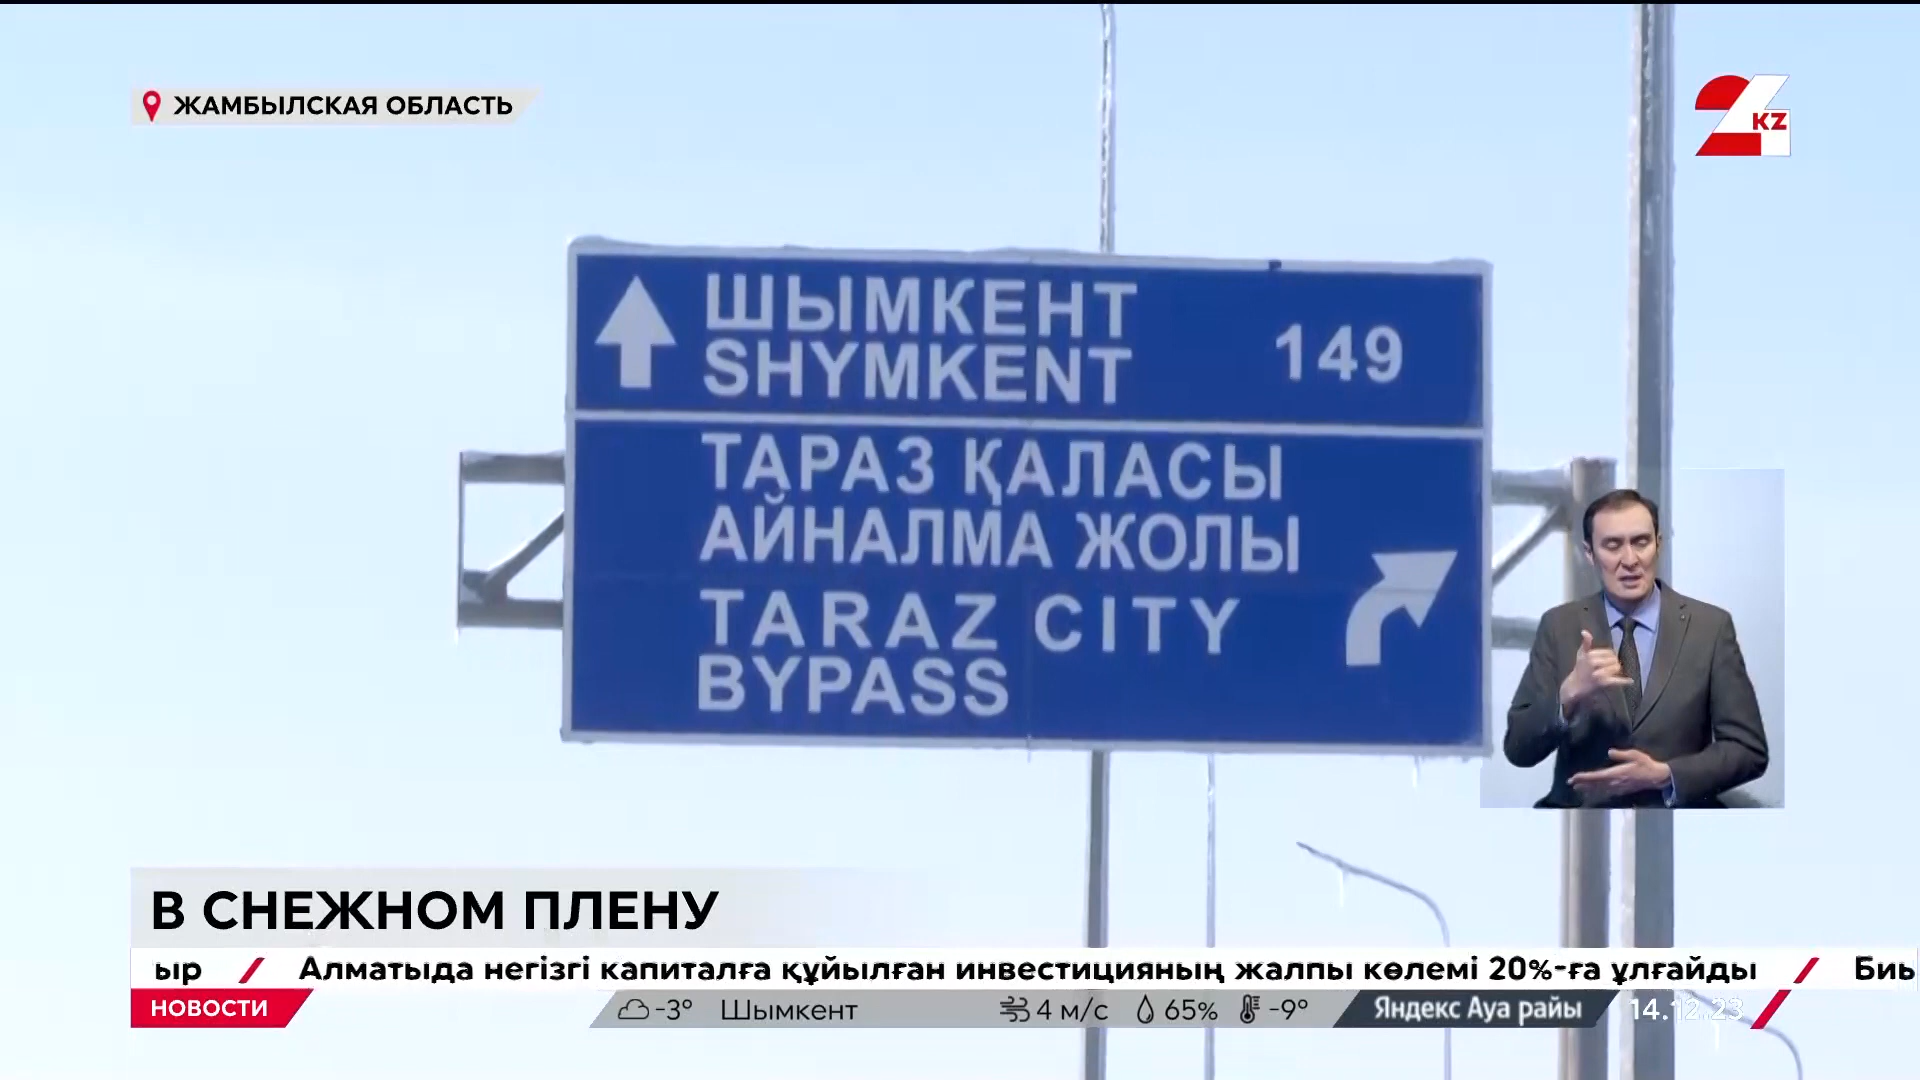 ЖАМБЫЛСКАЯ ОБЛАСТЬ
24 KZ
ШЫМКЕНТ
SHYMKENT
149
ТАРАЗ ҚАЛАСЫ
АЙНАЛМА ЖОЛЫ
TARAZ CITY
BYPASS
В СНЕЖНОМ ПЛЕНУ
ыр / Алматыда негізгі капиталға құйылған инвестицияның жалпы көлемі 20%-ға ұлғайды / Биы
НОВОСТИ
-3° Шымкент 4 м/с 65% -9° Яндекс Ауа райы 14.12.23